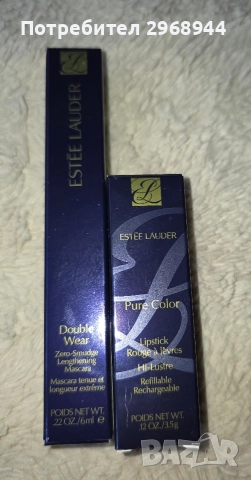 Потребител 2968944
ESTĒE LAUDER
Double
Wear
Zero-Smudge
Lengthening
Mascara
Mascara tenue et
longueur extrême
POIDS NET WT.
.22 OZ./6ml e
ESTĒE LAUDER
Pure Color
Lipstick
Rouge à lèvres
Hi-Lustre
Refillable
Rechargeable
POIDS NET WT.
.12 OZ./3.5g
bazar